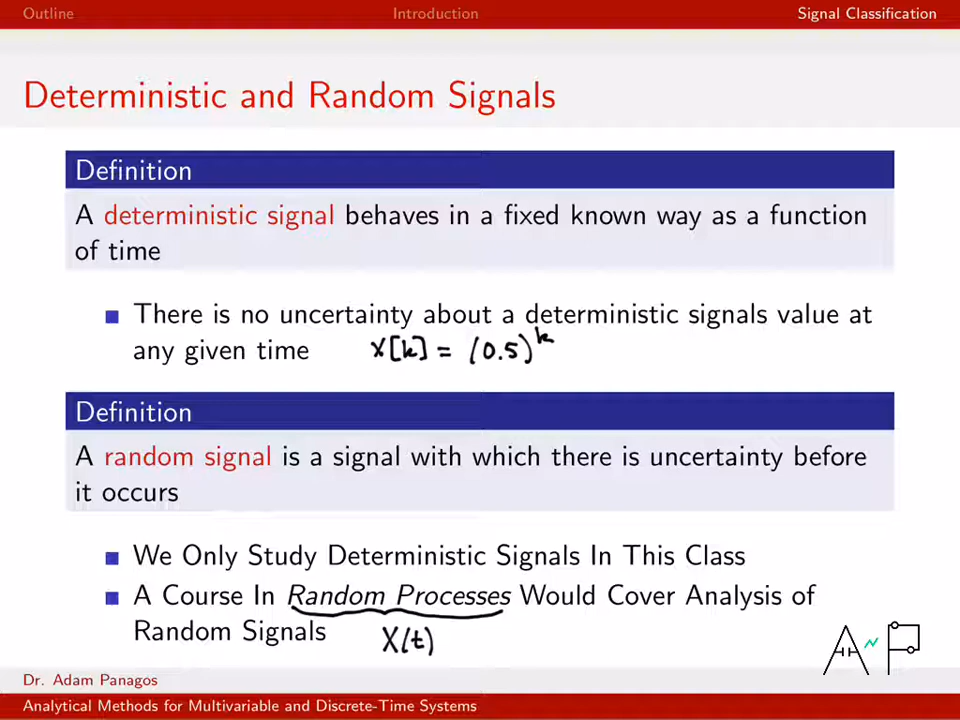 Outline Introduction Signal Classification
Deterministic and Random Signals
Definition
A deterministic signal behaves in a fixed known way as a function
of time
There is no uncertainty about a deterministic signals value at
any given time x[k] = (0.5)^k
Definition
A random signal is a signal with which there is uncertainty before
it occurs
We Only Study Deterministic Signals In This Class
A Course In Random Processes Would Cover Analysis of
Random Signals X(t)
AP
Dr. Adam Panagos
Analytical Methods for Multivariable and Discrete-Time Systems